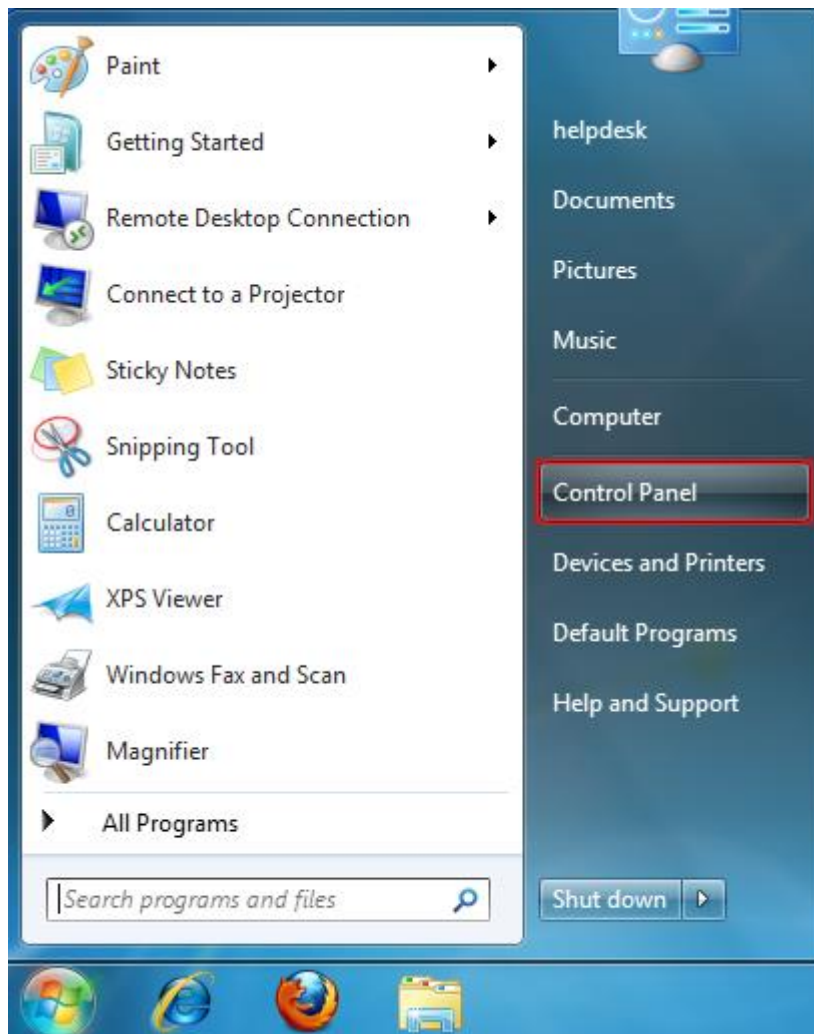 Paint
Getting Started
Remote Desktop Connection
Connect to a Projector
Sticky Notes
Snipping Tool
Calculator
XPS Viewer
Windows Fax and Scan
Magnifier
All Programs
Search programs and files
helpdesk
Documents
Pictures
Music
Computer
Control Panel
Devices and Printers
Default Programs
Help and Support
Shut down